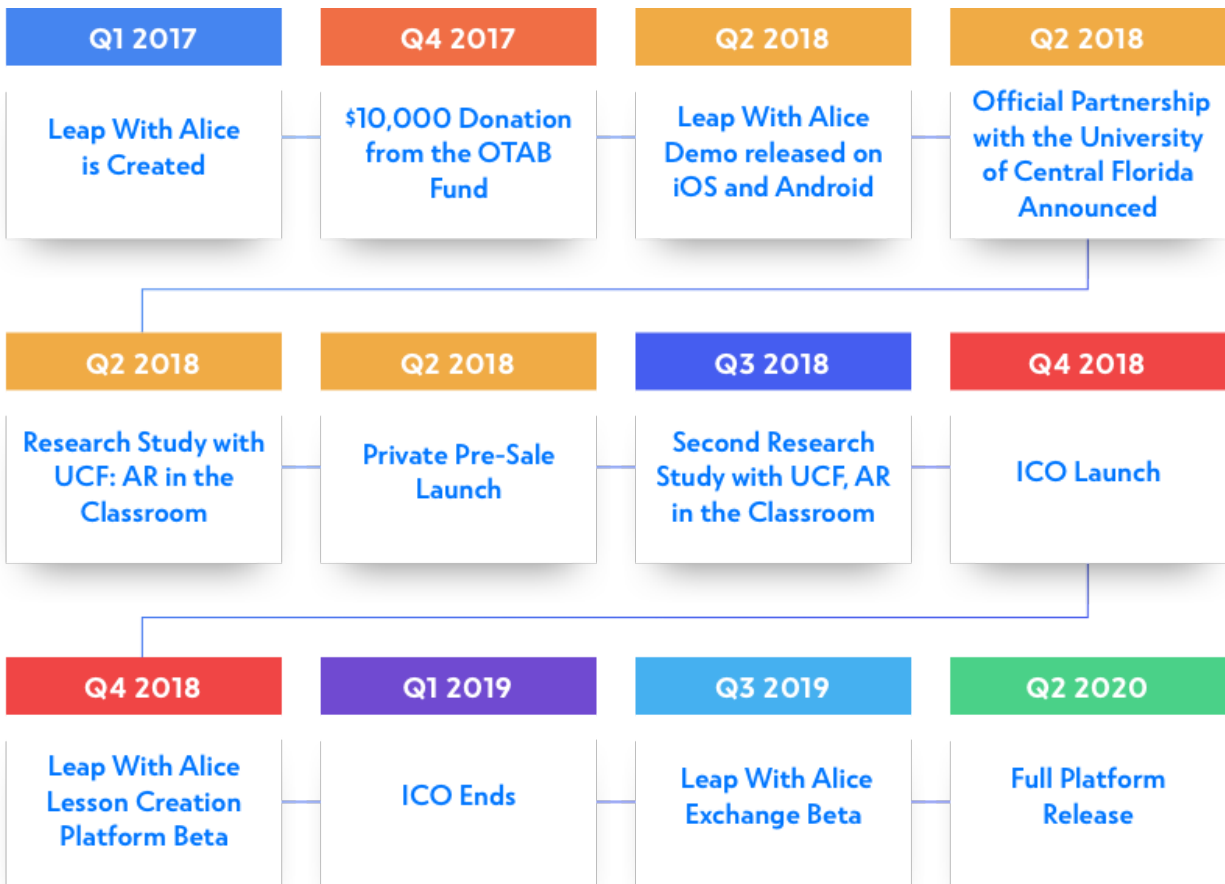 Q1 2017
Leap With Alice
is Created
Q4 2017
$10,000 Donation
from the OTAB
Fund
Q2 2018
Leap With Alice
Demo released on
iOS and Android
Q2 2018
Official Partnership
with the University
of Central Florida
Announced
Q2 2018
Research Study with
UCF: AR in the
Classroom
Q2 2018
Private Pre-Sale
Launch
Q3 2018
Second Research
Study with UCF, AR
in the Classroom
Q4 2018
ICO Launch
Q4 2018
Leap With Alice
Lesson Creation
Platform Beta
Q1 2019
ICO Ends
Q3 2019
Leap With Alice
Exchange Beta
Q2 2020
Full Platform
Release